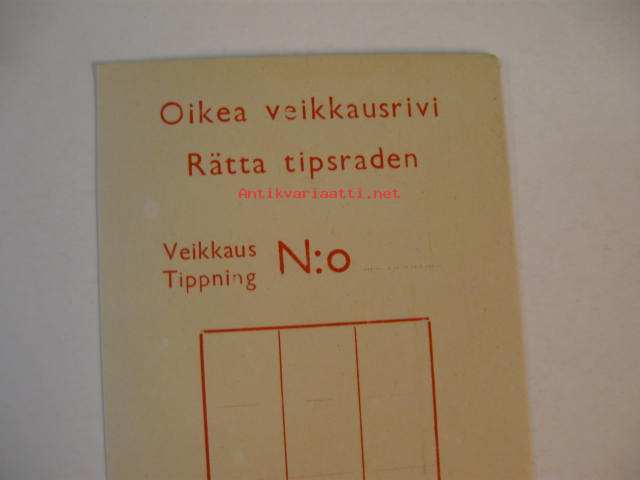 Oikea veikkausrivi
Rätta tipsraden
Antikvariaatti.net
Veikkaus N:o
Tippning